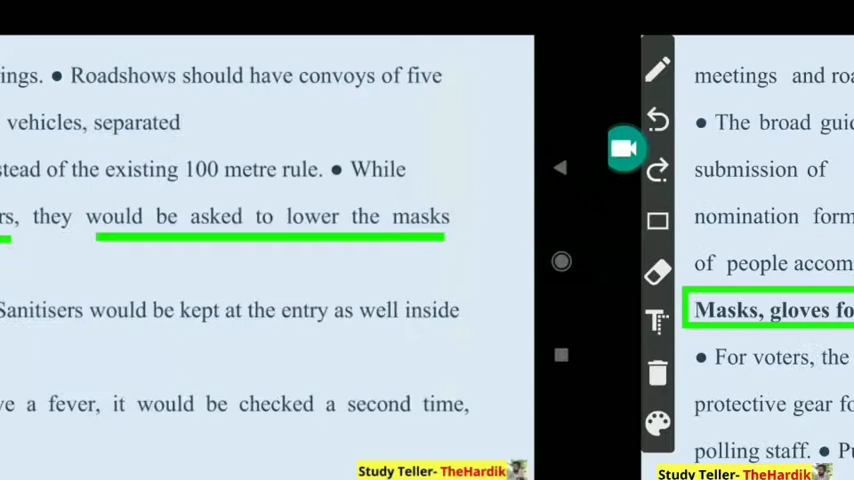 ings. ● Roadshows should have convoys of five
vehicles, separated
stead of the existing 100 metre rule. ● While
rs, they would be asked to lower the masks
Sanitisers would be kept at the entry as well inside
ve a fever, it would be checked a second time,
Study Teller- TheHardik
meetings and roa
● The broad guid
submission of
nomination form
of people accom
Masks, gloves fo
● For voters, the
protective gear fo
polling staff. ● Pu
Study Teller- TheHardik